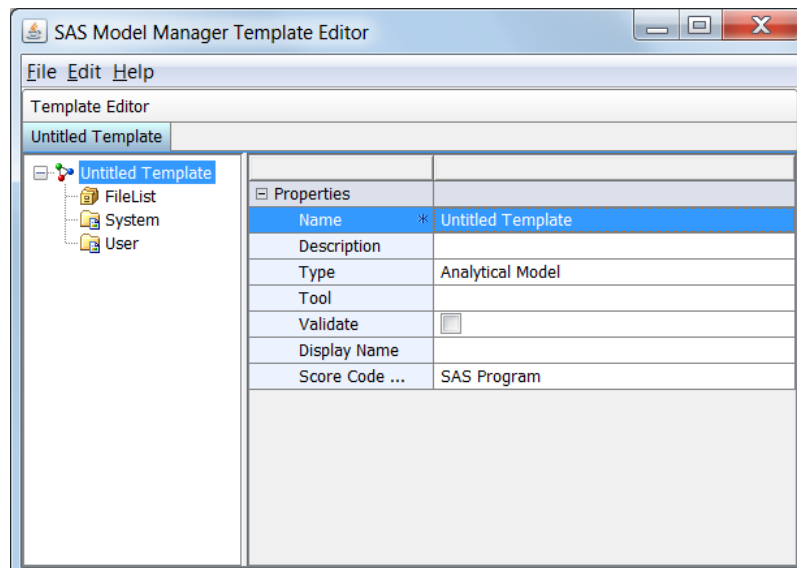 SAS Model Manager Template Editor
File Edit Help
Template Editor
Untitled Template
Untitled Template
FileList
System
User
Properties
Name * Untitled Template
Description
Type Analytical Model
Tool
Validate
Display Name
Score Code ... SAS Program